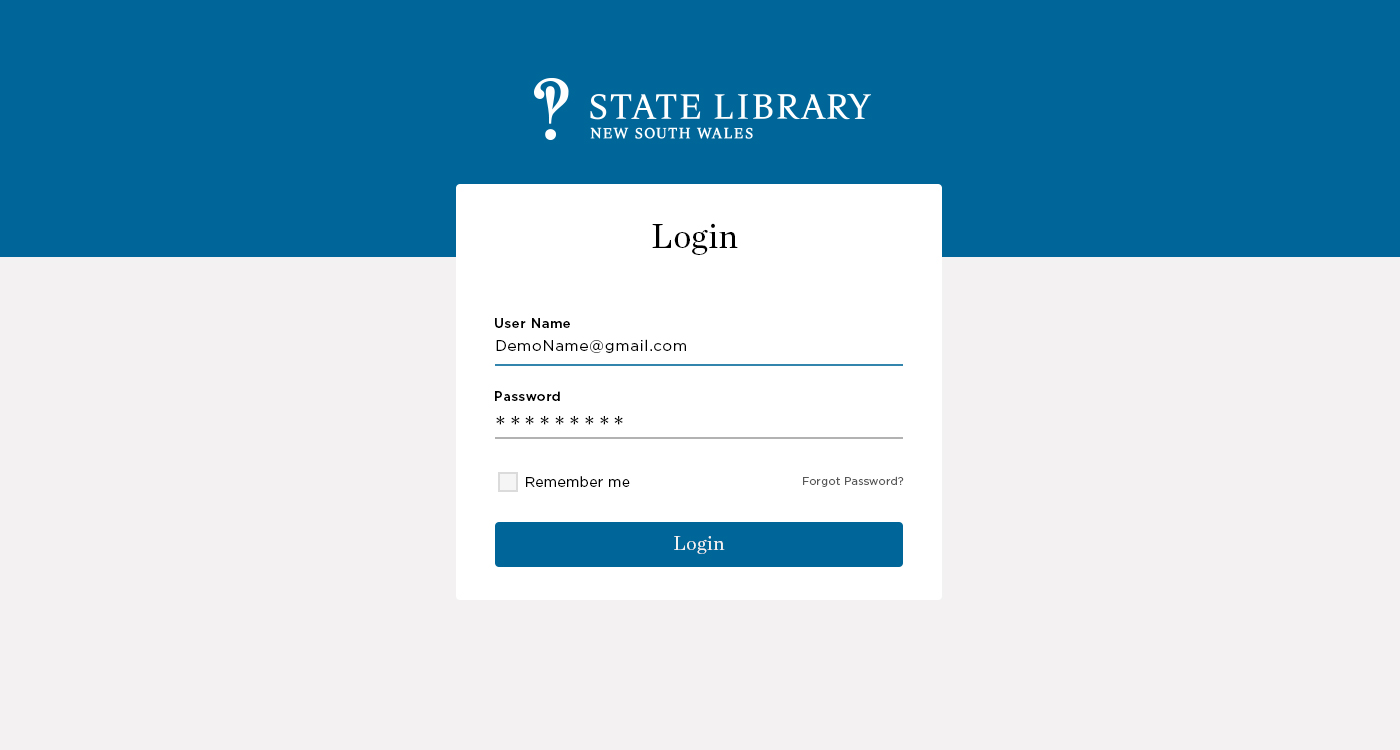 STATE LIBRARY
NEW SOUTH WALES
Login
User Name
DemoName@gmail.com
Password
*********
Remember me
Forgot Password?
Login